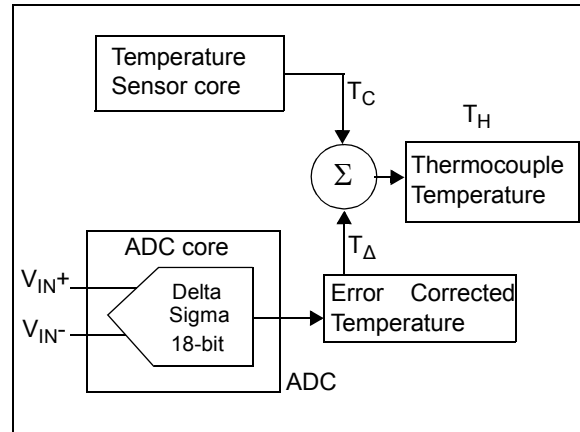 Temperature
Sensor core
T_C
T_H
Σ
Thermocouple
Temperature
T_Δ
ADC core
V_IN+
V_IN-
Delta
Sigma
18-bit
Error Corrected
Temperature
ADC